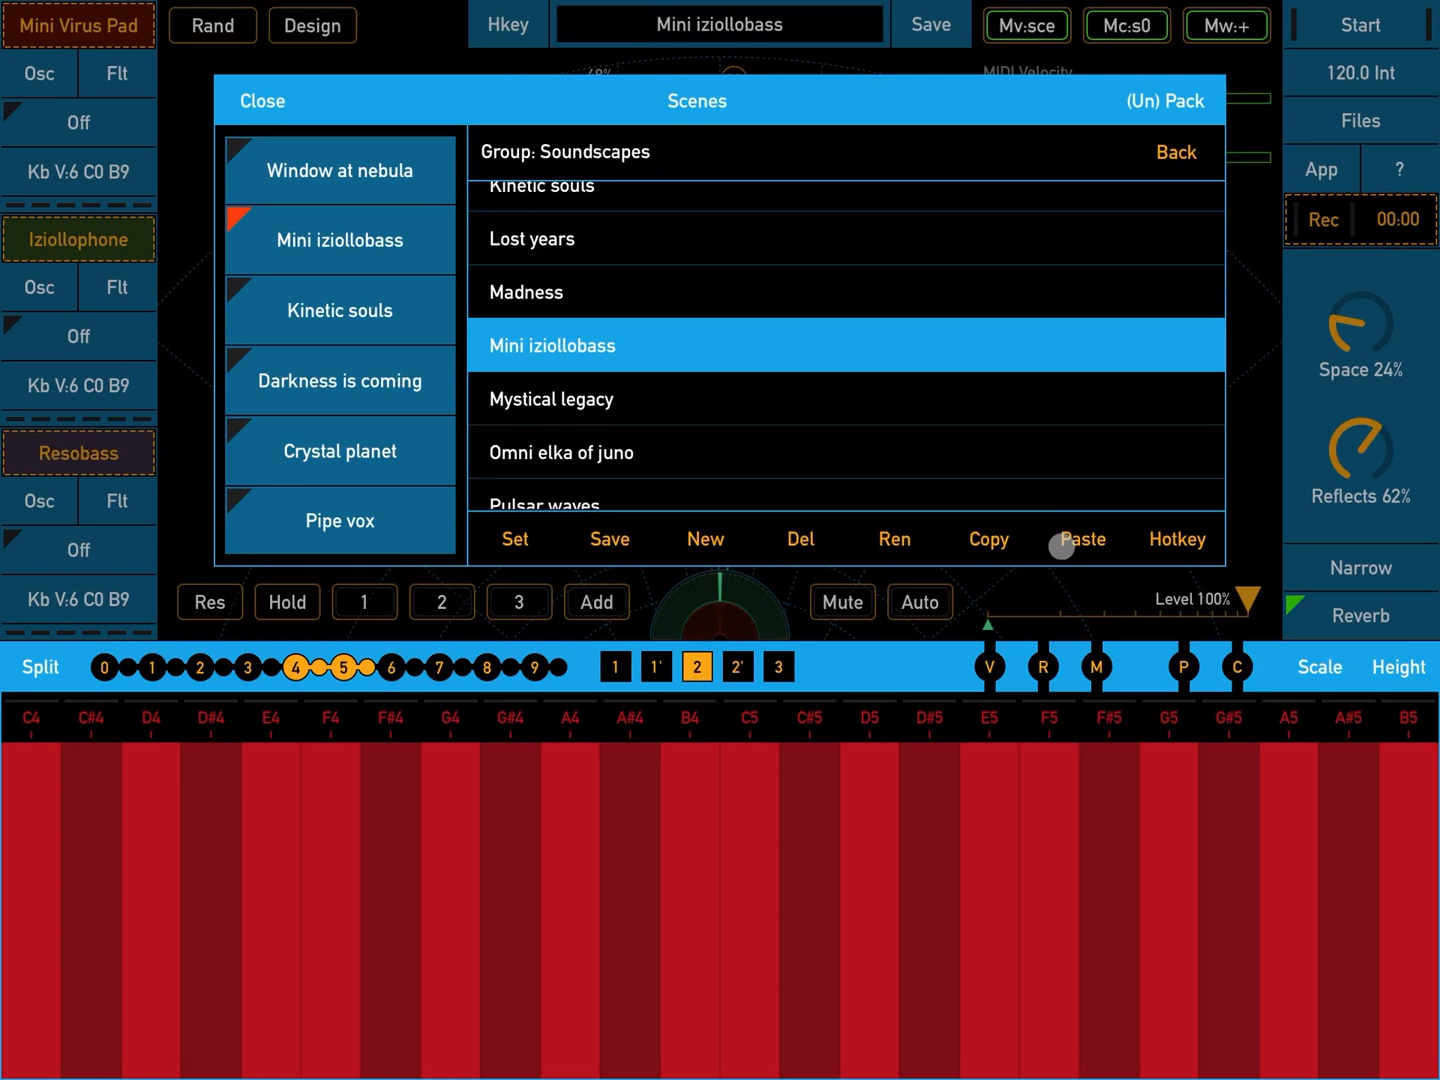 Mini Virus Pad
Rand
Design
Hkey
Mini iziollobass
Save
Mv:sce
Mc:s0
Mw:+
Start
Osc
Flt
48%
MIDI Velocity
120.0 Int
Close
Scenes
(Un) Pack
Off
Files
Kb V:6 C0 B9
Window at nebula
Group: Soundscapes
Back
App
?
Kinetic souls
Iziollophone
Mini iziollobass
Lost years
Rec
00:00
Osc
Flt
Madness
Kinetic souls
Off
Mini iziollobass
Space 24%
Kb V:6 C0 B9
Darkness is coming
Mystical legacy
Resobass
Crystal planet
Omni elka of juno
Osc
Flt
Pulsar waves
Reflects 62%
Pipe vox
Off
Set
Save
New
Del
Ren
Copy
Paste
Hotkey
Narrow
Kb V:6 C0 B9
Res
Hold
1
2
3
Add
Mute
Auto
Level 100%
Reverb
Split
0
1
2
3
4
5
6
7
8
9
1
1'
2
2'
3
V
R
M
P
C
Scale
Height
C4
C#4
D4
D#4
E4
F4
F#4
G4
G#4
A4
A#4
B4
C5
C#5
D5
D#5
E5
F5
F#5
G5
G#5
A5
A#5
B5